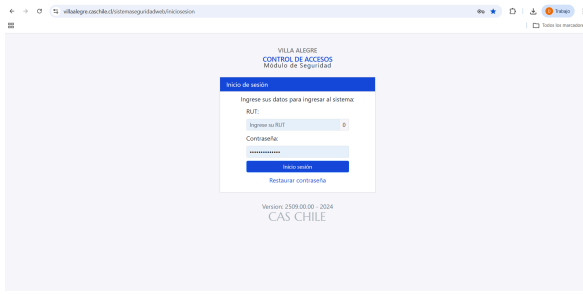 villaalegre.caschile.cl/sistemaseguridadweb/iniciosesion
Trabajo
Todos los marcadores
VILLA ALEGRE
CONTROL DE ACCESOS
Módulo de Seguridad
Inicio de sesión
Ingrese sus datos para ingresar al sistema:
RUT:
Ingrese su RUT
Contraseña:
Inicio sesión
Restaurar contraseña
Version: 2509.00.00 - 2024
CAS CHILE